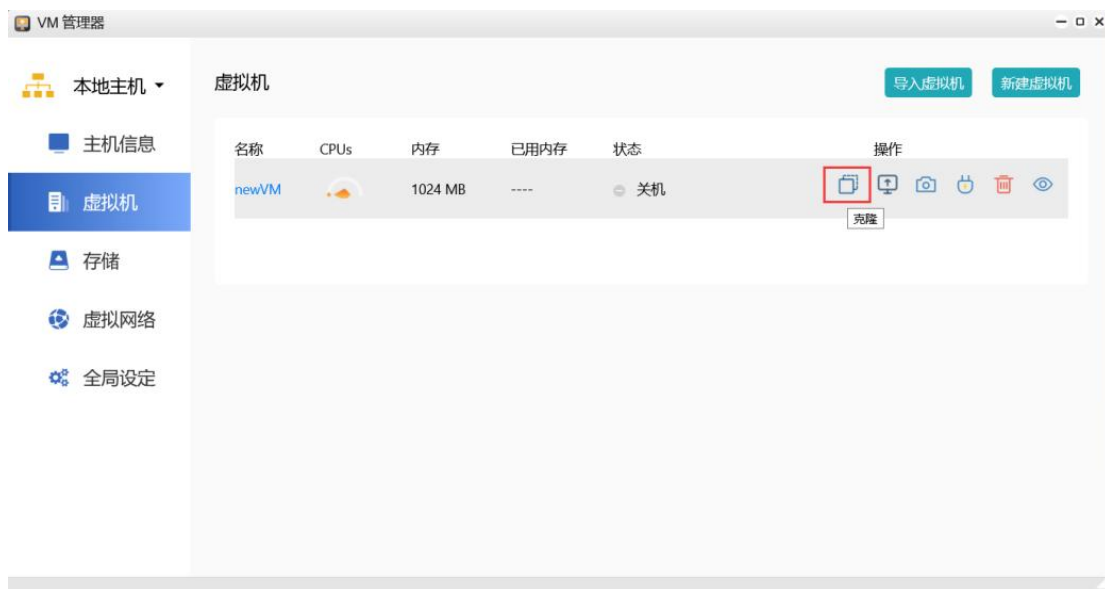 VM 管理器
本地主机
主机信息
虚拟机
存储
虚拟网络
全局设定
虚拟机
导入虚拟机 新建虚拟机
名称 CPUs 内存 已用内存 状态 操作
newVM 1024 MB ---- 关机
克隆